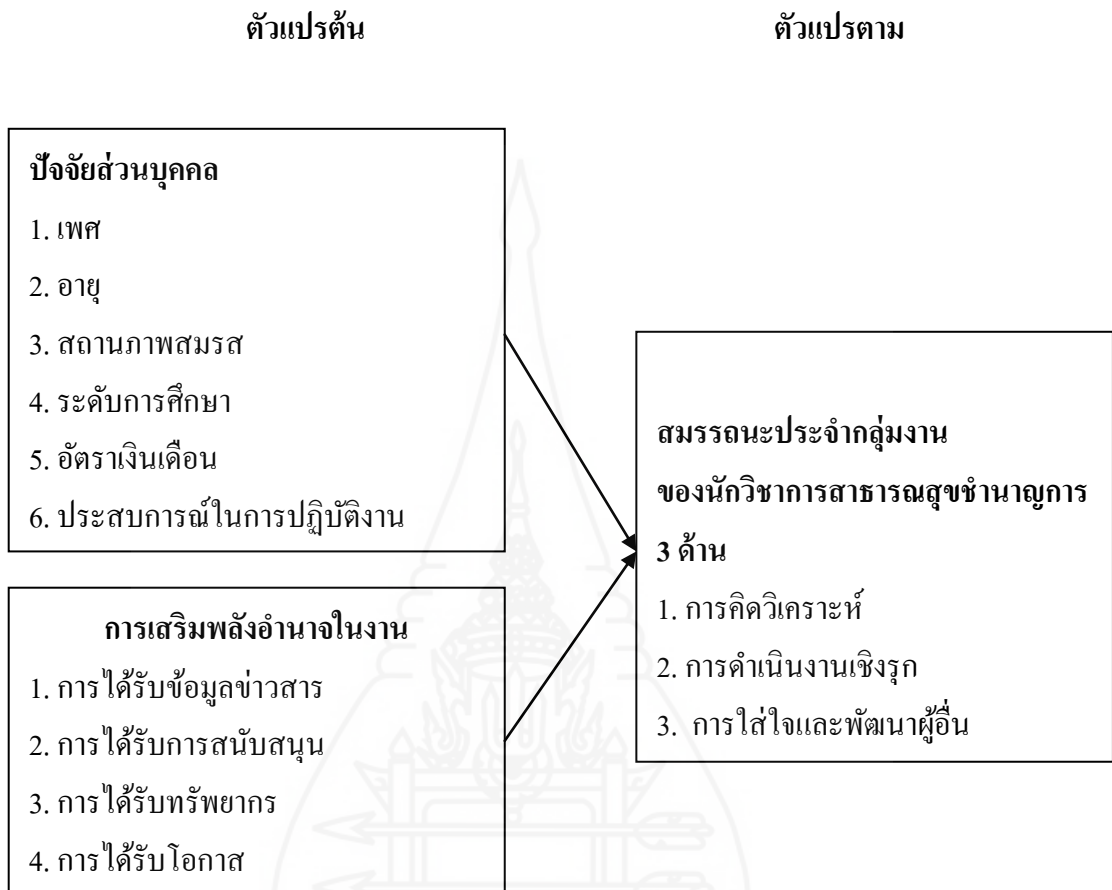 ตัวแปรต้น
ตัวแปรตาม
ปัจจัยส่วนบุคคล
1. เพศ
2. อายุ
3. สถานภาพสมรส
4. ระดับการศึกษา
5. อัตราเงินเดือน
6. ประสบการณ์ในการปฏิบัติงาน
การเสริมพลังอำนาจในงาน
1. การได้รับข้อมูลข่าวสาร
2. การได้รับการสนับสนุน
3. การได้รับทรัพยากร
4. การได้รับโอกาส
สมรรถนะประจำกลุ่มงาน
ของนักวิชาการสาธารณสุขชำนาญการ
3 ด้าน
1. การคิดวิเคราะห์
2. การดำเนินงานเชิงรุก
3. การใส่ใจและพัฒนาผู้อื่น